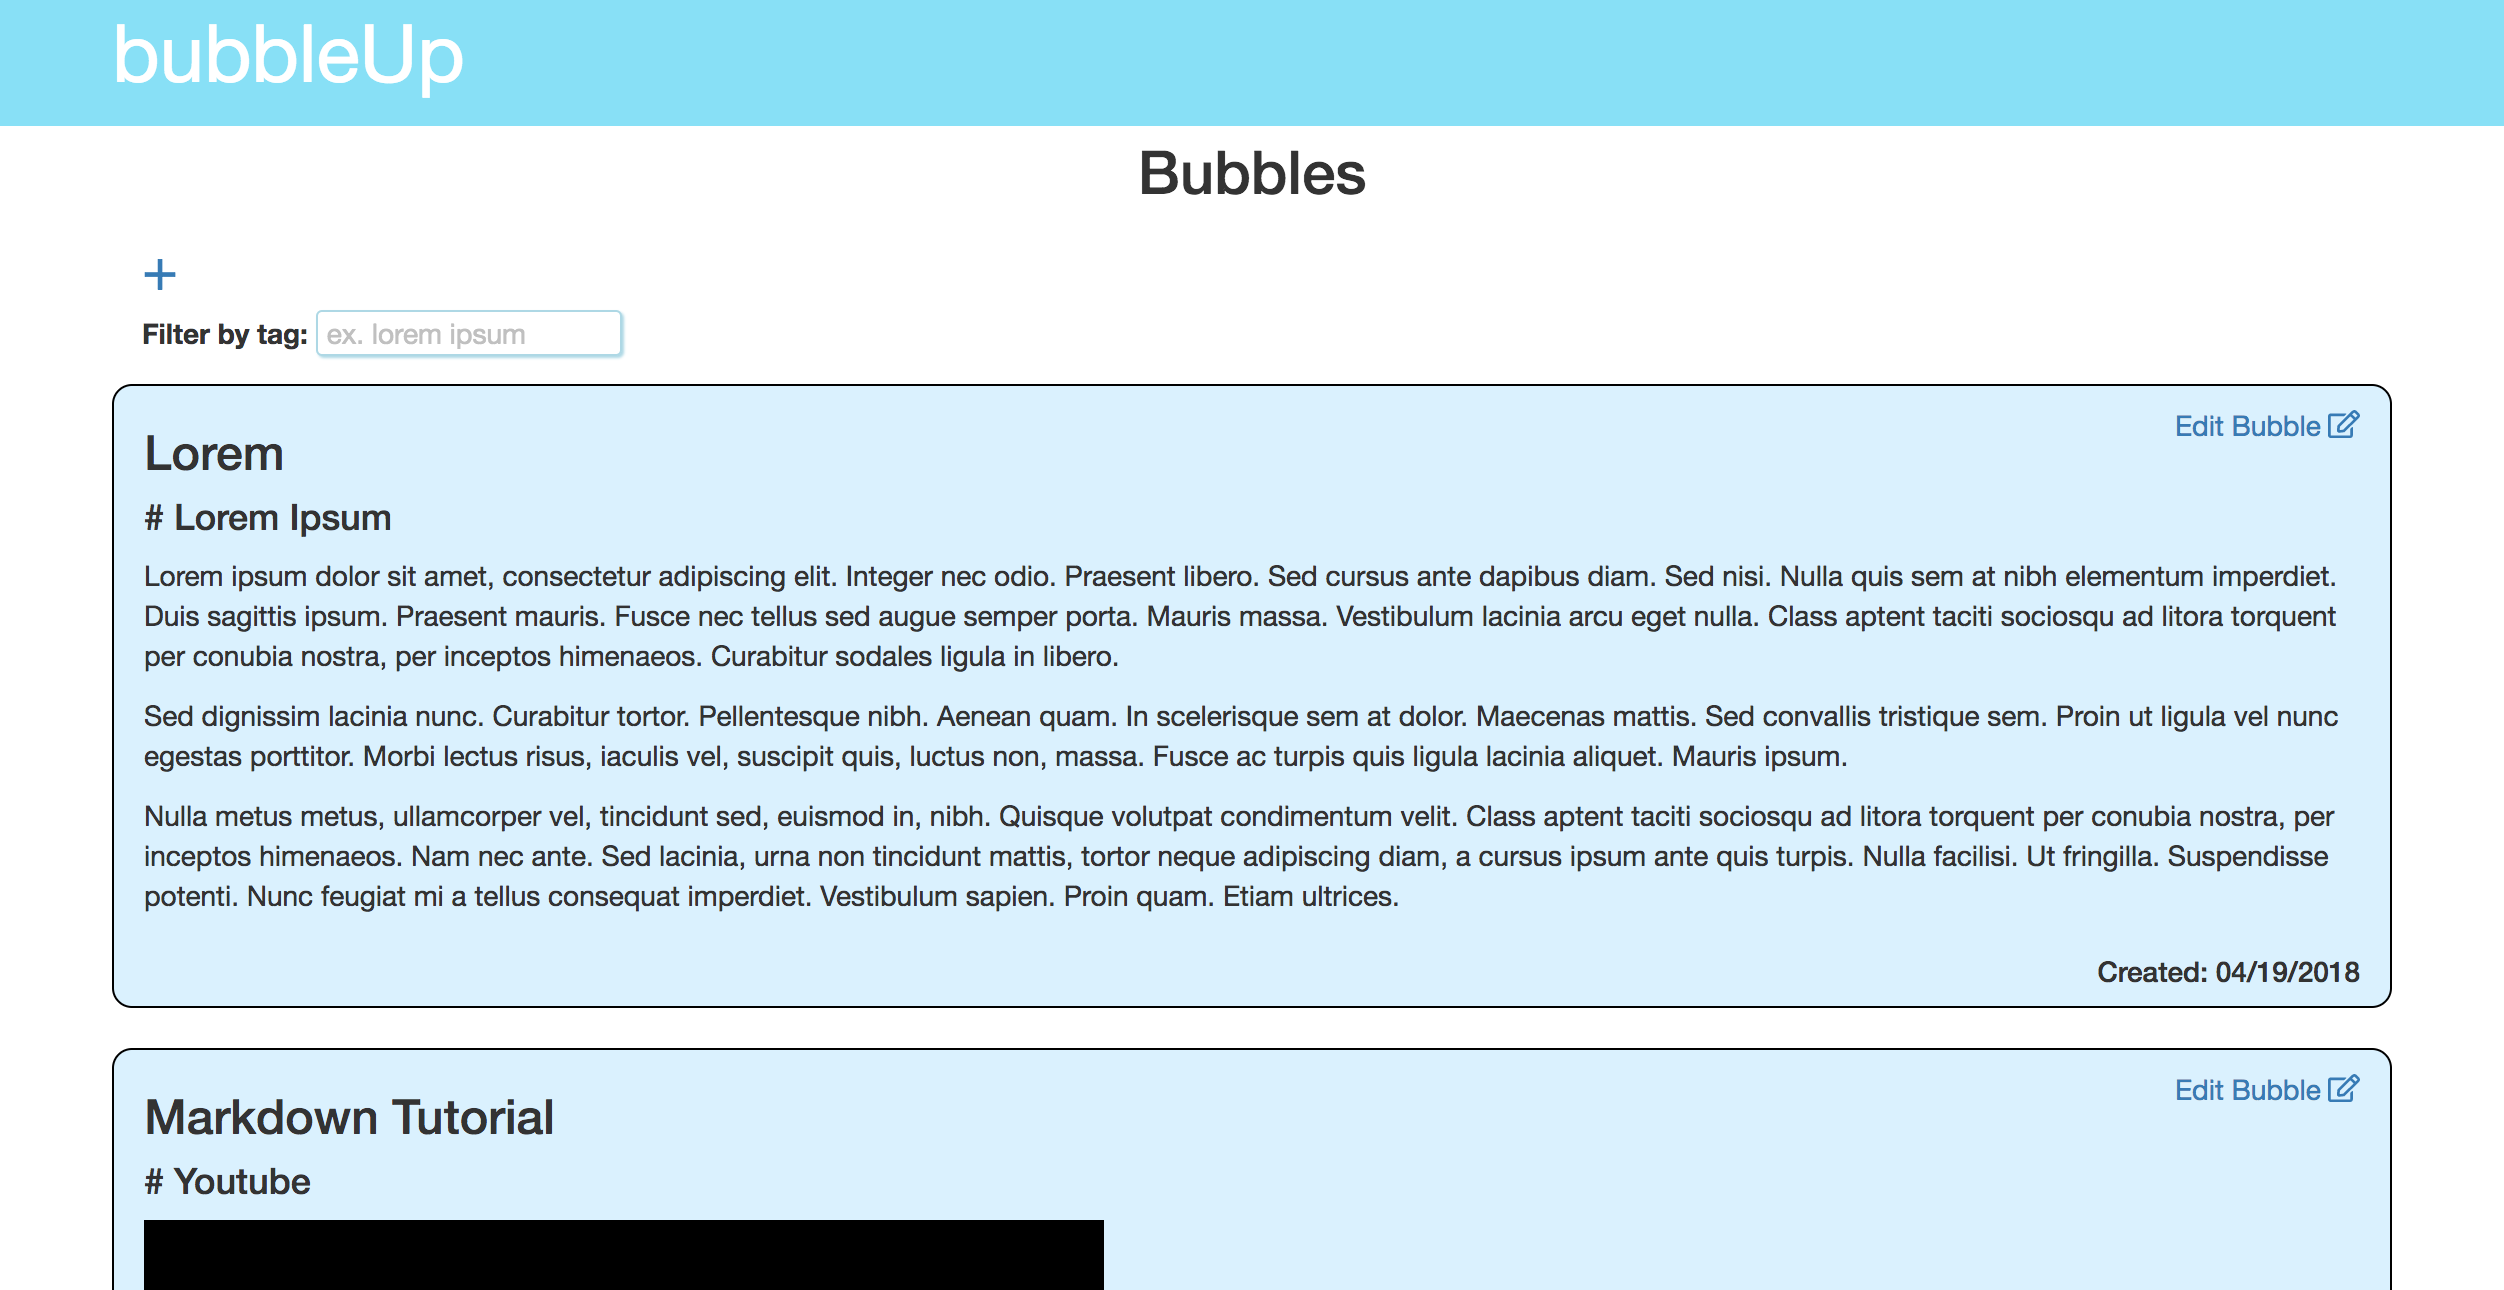 bubbleUp
Bubbles
+
Filter by tag: ex. lorem ipsum
Edit Bubble
Lorem
# Lorem Ipsum
Lorem ipsum dolor sit amet, consectetur adipiscing elit. Integer nec odio. Praesent libero. Sed cursus ante dapibus diam. Sed nisi. Nulla quis sem at nibh elementum imperdiet.
Duis sagittis ipsum. Praesent mauris. Fusce nec tellus sed augue semper porta. Mauris massa. Vestibulum lacinia arcu eget nulla. Class aptent taciti sociosqu ad litora torquent
per conubia nostra, per inceptos himenaeos. Curabitur sodales ligula in libero.
Sed dignissim lacinia nunc. Curabitur tortor. Pellentesque nibh. Aenean quam. In scelerisque sem at dolor. Maecenas mattis. Sed convallis tristique sem. Proin ut ligula vel nunc
egestas porttitor. Morbi lectus risus, iaculis vel, suscipit quis, luctus non, massa. Fusce ac turpis quis ligula lacinia aliquet. Mauris ipsum.
Nulla metus metus, ullamcorper vel, tincidunt sed, euismod in, nibh. Quisque volutpat condimentum velit. Class aptent taciti sociosqu ad litora torquent per conubia nostra, per
inceptos himenaeos. Nam nec ante. Sed lacinia, urna non tincidunt mattis, tortor neque adipiscing diam, a cursus ipsum ante quis turpis. Nulla facilisi. Ut fringilla. Suspendisse
potenti. Nunc feugiat mi a tellus consequat imperdiet. Vestibulum sapien. Proin quam. Etiam ultrices.
Created: 04/19/2018
Edit Bubble
Markdown Tutorial
# Youtube